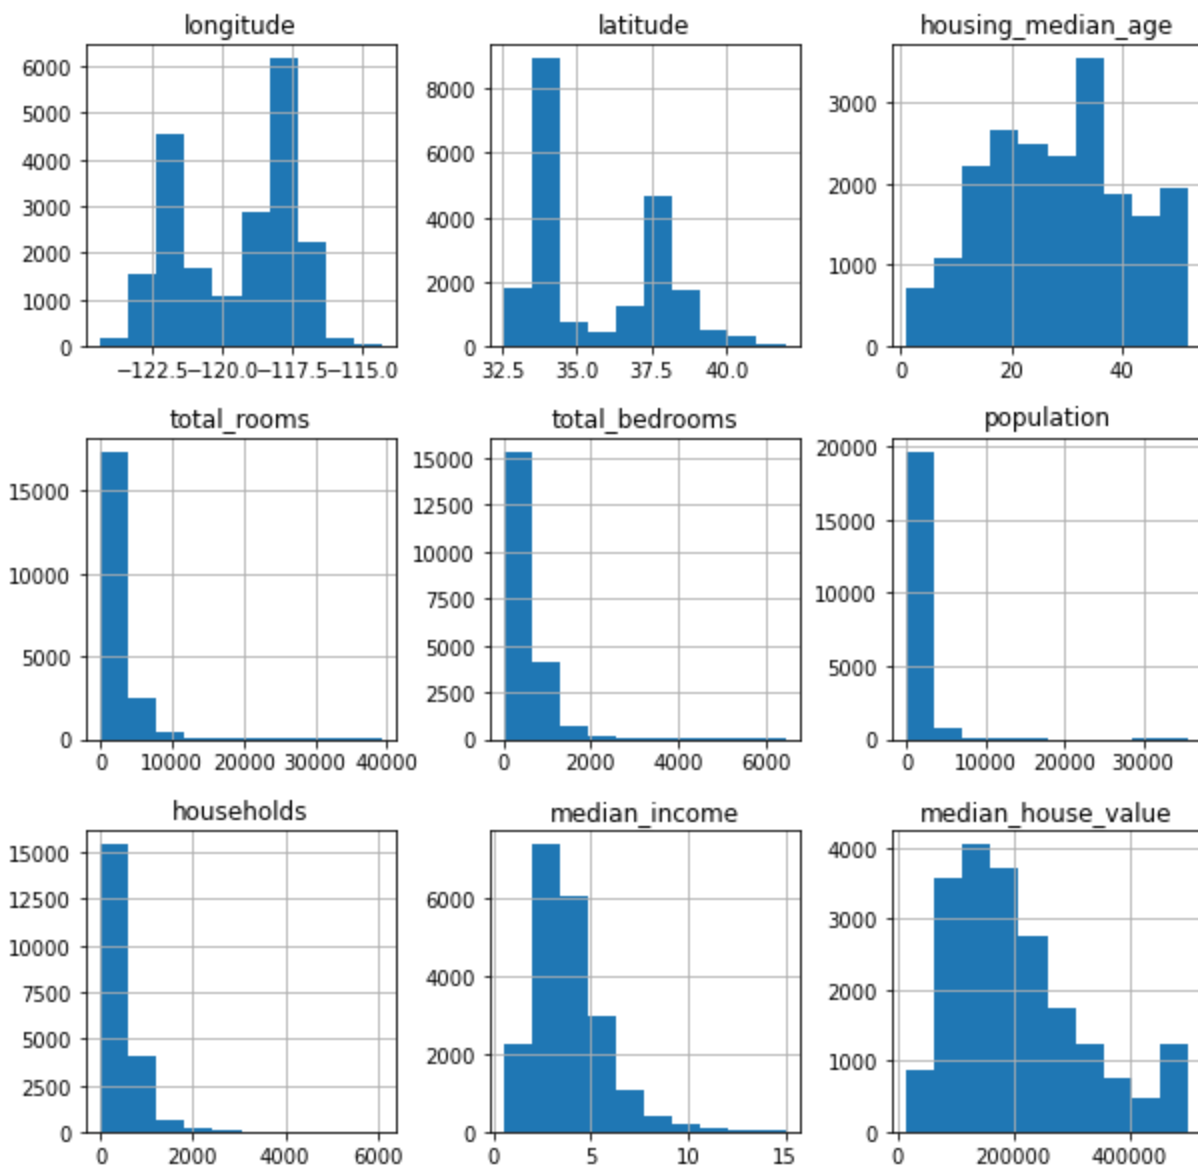 longitude latitude housing_median_age
6000 8000 3000
5000 6000 2000
4000 4000 1000
3000 2000 0
2000 0
1000
0
−122.5 −120.0 −117.5 −115.0 32.5 35.0 37.5 40.0 0 20 40
total_rooms total_bedrooms population
15000 15000 20000
10000 12500 15000
5000 10000 10000
0 7500 5000
5000 0
2500
0
0 10000 20000 30000 40000 0 2000 4000 6000 0 10000 20000 30000
households median_income median_house_value
15000 6000 4000
12500 4000 3000
10000 2000 2000
7500 0 1000
5000 0
2500
0
0 2000 4000 6000 0 5 10 15 200000 400000